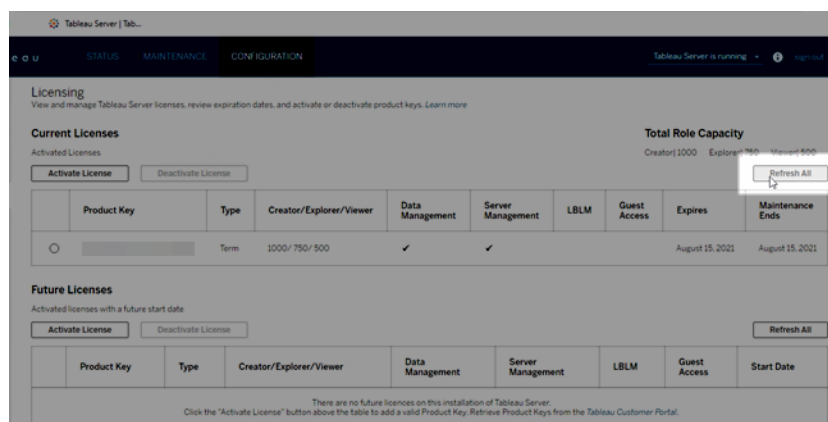 Tableau Server | Tab...
eau STATUS MAINTENANCE CONFIGURATION Tableau Server is running sign out
Licensing
View and manage Tableau Server licenses, review expiration dates, and activate or deactivate product keys. Learn more
Current Licenses Total Role Capacity
Activated Licenses Creator| 1000 Explorer| 750 Viewer| 500
Activate License Deactivate License Refresh All
Product Key Type Creator/Explorer/Viewer Data Management Server Management LBLM Guest Access Expires Maintenance Ends
Term 1000/ 750/ 500 ✔ ✔ August 15, 2021 August 15, 2021
Future Licenses
Activated licenses with a future start date
Activate License Deactivate License Refresh All
Product Key Type Creator/Explorer/Viewer Data Management Server Management LBLM Guest Access Start Date
There are no future licences on this installation of Tableau Server.
Click the "Activate License" button above the table to add a valid Product Key. Retrieve Product Keys from the Tableau Customer Portal.